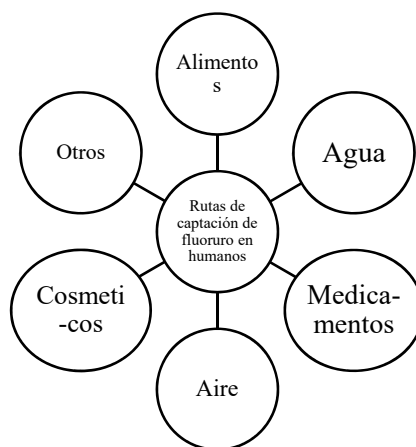 Alimento
s
Otros
Agua
Rutas de
captación de
fluoruro en
humanos
Cosmeti
-cos
Medica-
mentos
Aire